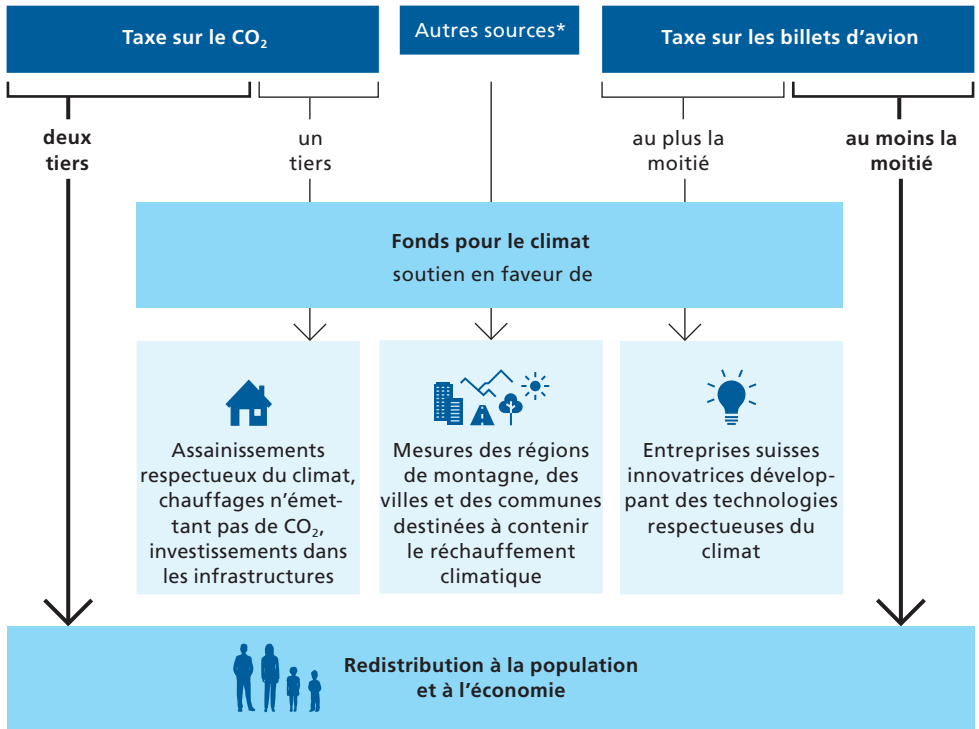 Taxe sur le CO₂
Autres sources*
Taxe sur les billets d'avion
deux
tiers
un
tiers
au plus la
moitié
au moins la
moitié
Fonds pour le climat
soutien en faveur de
Assainissements
respectueux du climat,
chauffages n'émet-
tant pas de CO₂,
investissements dans
les infrastructures
Mesures des régions
de montagne, des
villes et des communes
destinées à contenir
le réchauffement
climatique
Entreprises suisses
innovatrices dévelop-
pant des technologies
respectueuses du
climat
Redistribution à la population
et à l'économie